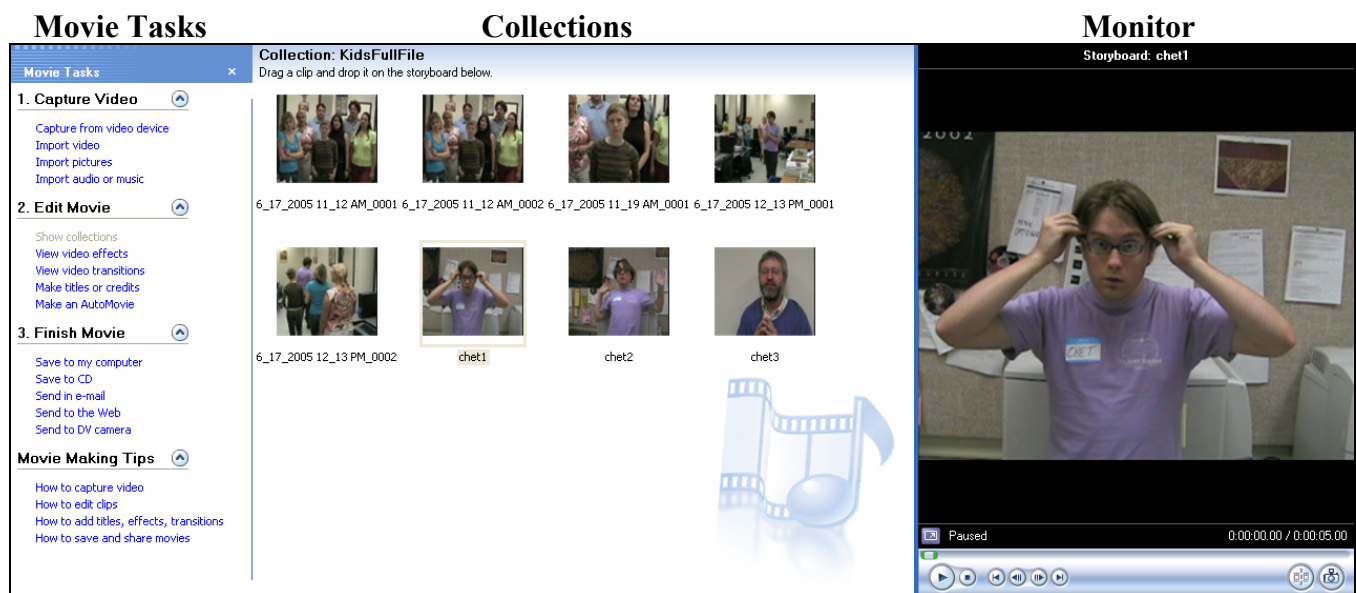 Movie Tasks
Collections
Monitor
Movie Tasks ×
1. Capture Video
Capture from video device
Import video
Import pictures
Import audio or music
2. Edit Movie
Show collections
View video effects
View video transitions
Make titles or credits
Make an AutoMovie
3. Finish Movie
Save to my computer
Save to CD
Send in e-mail
Send to the Web
Send to DV camera
Movie Making Tips
How to capture video
How to edit clips
How to add titles, effects, transitions
How to save and share movies
Collection: KidsFullFile
Drag a clip and drop it on the storyboard below.
6_17_2005 11_12 AM_0001 6_17_2005 11_12 AM_0002 6_17_2005 11_19 AM_0001 6_17_2005 12_13 PM_0001
6_17_2005 12_13 PM_0002 chet1 chet2 chet3
Storyboard: chet1
2002
CHET
Paused 0:00:00.00 / 0:00:05.00